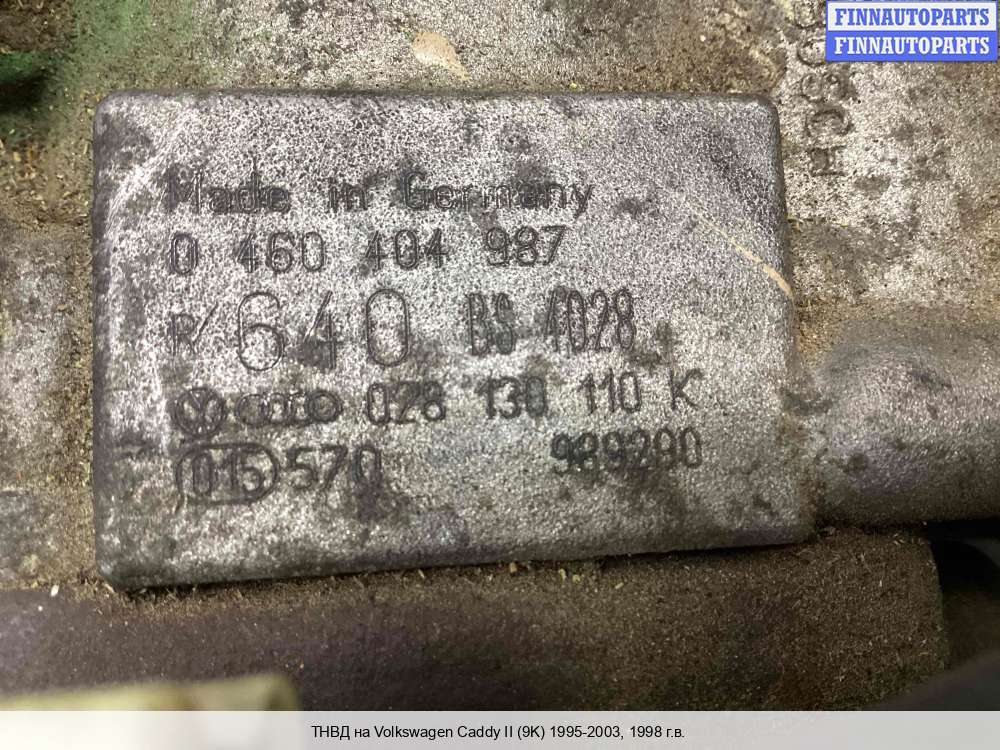 FINNAUTOPARTS
FINNAUTOPARTS
BOSCH
Made in Germany
0 460 404 987
R/640 BS 4028
028 130 110 K
015 570 989200
ТНВД на Volkswagen Caddy II (9K) 1995-2003, 1998 г.в.